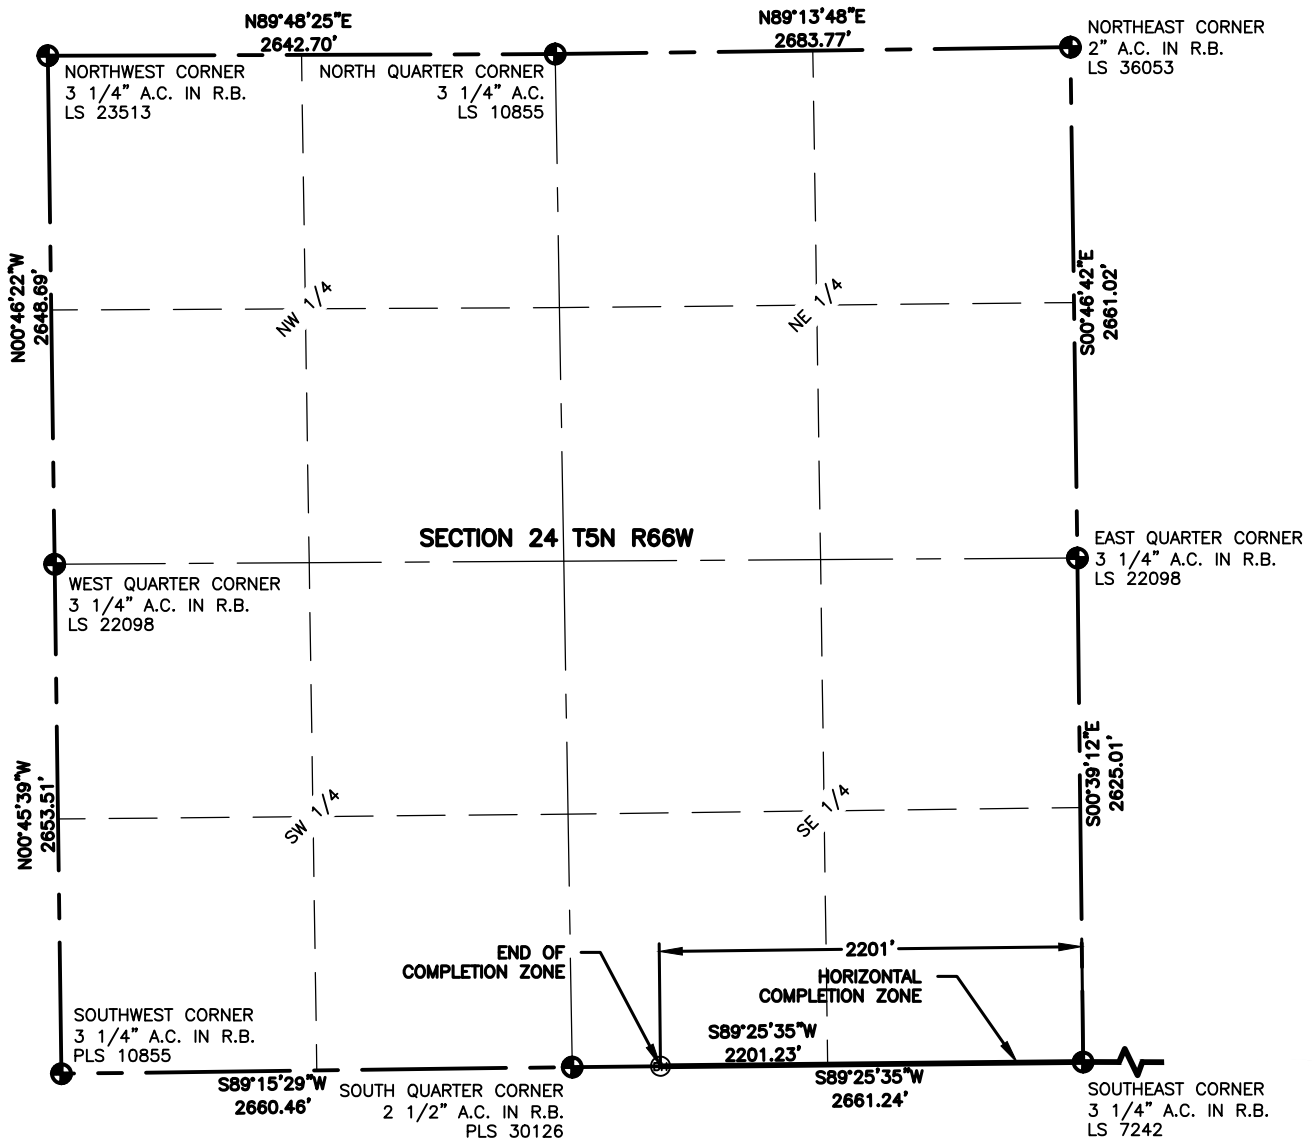 N89°48'25"E
2642.70'
N89°13'48"E
2683.77'
NORTHEAST CORNER
2" A.C. IN R.B.
LS 36053
NORTHWEST CORNER
3 1/4" A.C. IN R.B.
LS 23513
NORTH QUARTER CORNER
3 1/4" A.C.
LS 10855
N00°46'22"W
2648.69'
NW 1/4
NE 1/4
S00°46'42"E
2661.02'
SECTION 24 T5N R66W
EAST QUARTER CORNER
3 1/4" A.C. IN R.B.
LS 22098
WEST QUARTER CORNER
3 1/4" A.C. IN R.B.
LS 22098
N00°45'39"W
2653.51'
SW 1/4
SE 1/4
S00°39'12"E
2625.01'
END OF
COMPLETION ZONE
2201'
HORIZONTAL
COMPLETION ZONE
SOUTHWEST CORNER
3 1/4" A.C. IN R.B.
PLS 10855
S89°25'35"W
2201.23'
S89°15'29"W
2660.46'
SOUTH QUARTER CORNER
2 1/2" A.C. IN R.B.
PLS 30126
S89°25'35"W
2661.24'
SOUTHEAST CORNER
3 1/4" A.C. IN R.B.
LS 7242